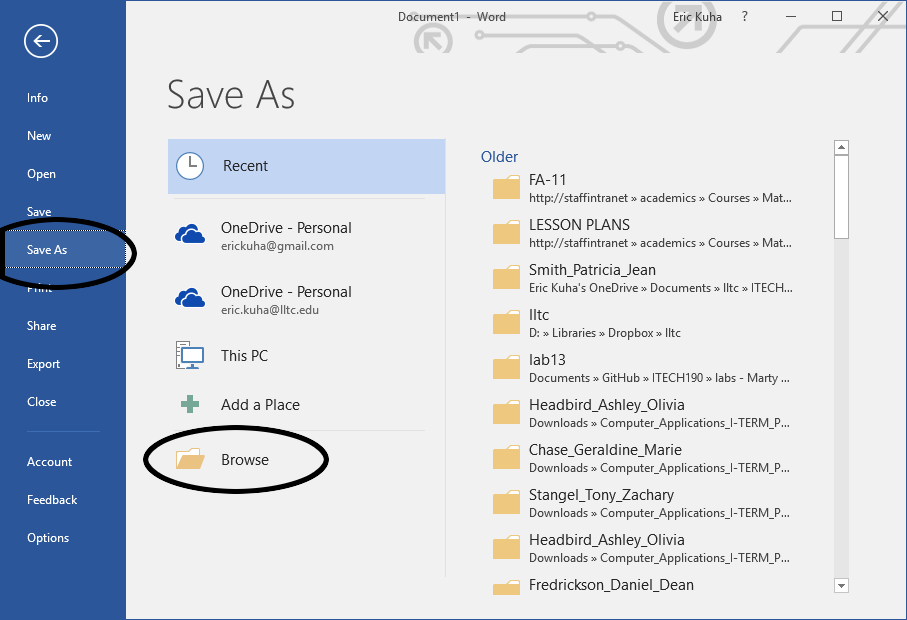 Document1 - Word
Eric Kuha
?
Info
New
Open
Save
Save As
Print
Share
Export
Close
Account
Feedback
Options
Save As
Recent
OneDrive - Personal
erickuha@gmail.com
OneDrive - Personal
eric.kuha@lltc.edu
This PC
Add a Place
Browse
Older
FA-11
http://staffintranet » academics » Courses » Mat...
LESSON PLANS
http://staffintranet » academics » Courses » Mat...
Smith_Patricia_Jean
Eric Kuha's OneDrive » Documents » lltc » ITECH...
lltc
D: » Libraries » Dropbox » lltc
lab13
Documents » GitHub » ITECH190 » labs - Marty ...
Headbird_Ashley_Olivia
Downloads » Computer_Applications_I-TERM_P...
Chase_Geraldine_Marie
Downloads » Computer_Applications_I-TERM_P...
Stangel_Tony_Zachary
Downloads » Computer_Applications_I-TERM_P...
Headbird_Ashley_Olivia
Downloads » Computer_Applications_I-TERM_P...
Fredrickson_Daniel_Dean